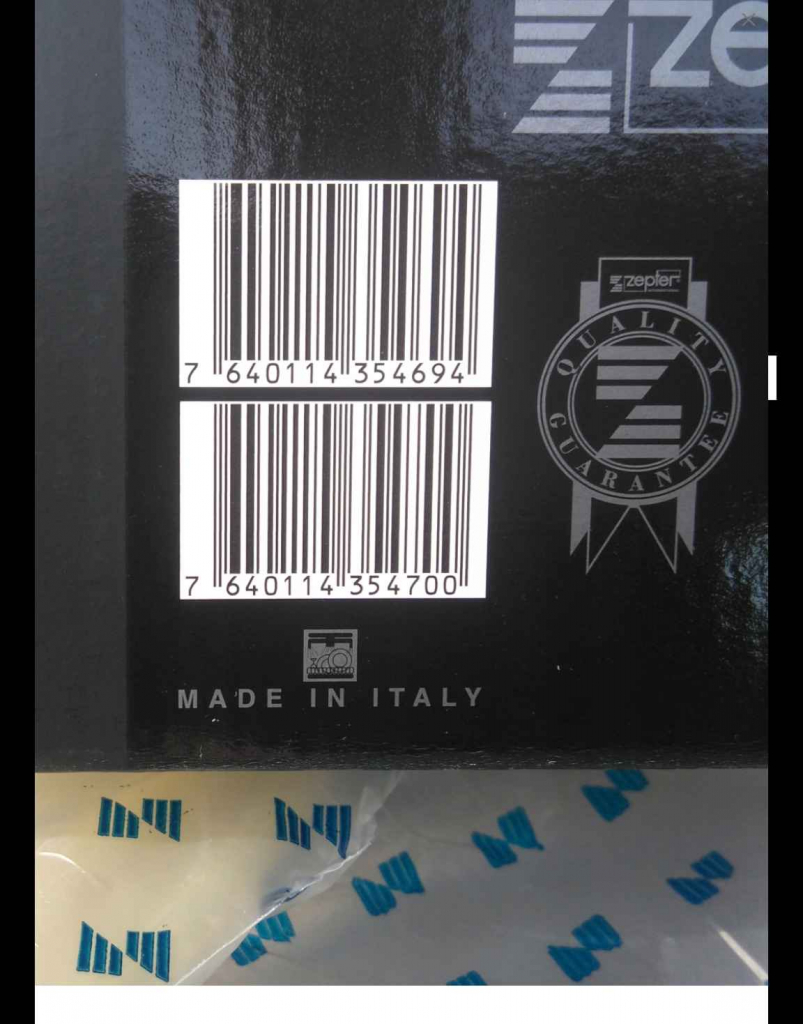 ze
7 640114 354694
zepter
QUALITY
GUARANTEE
7 640114 354700
MADE IN ITALY